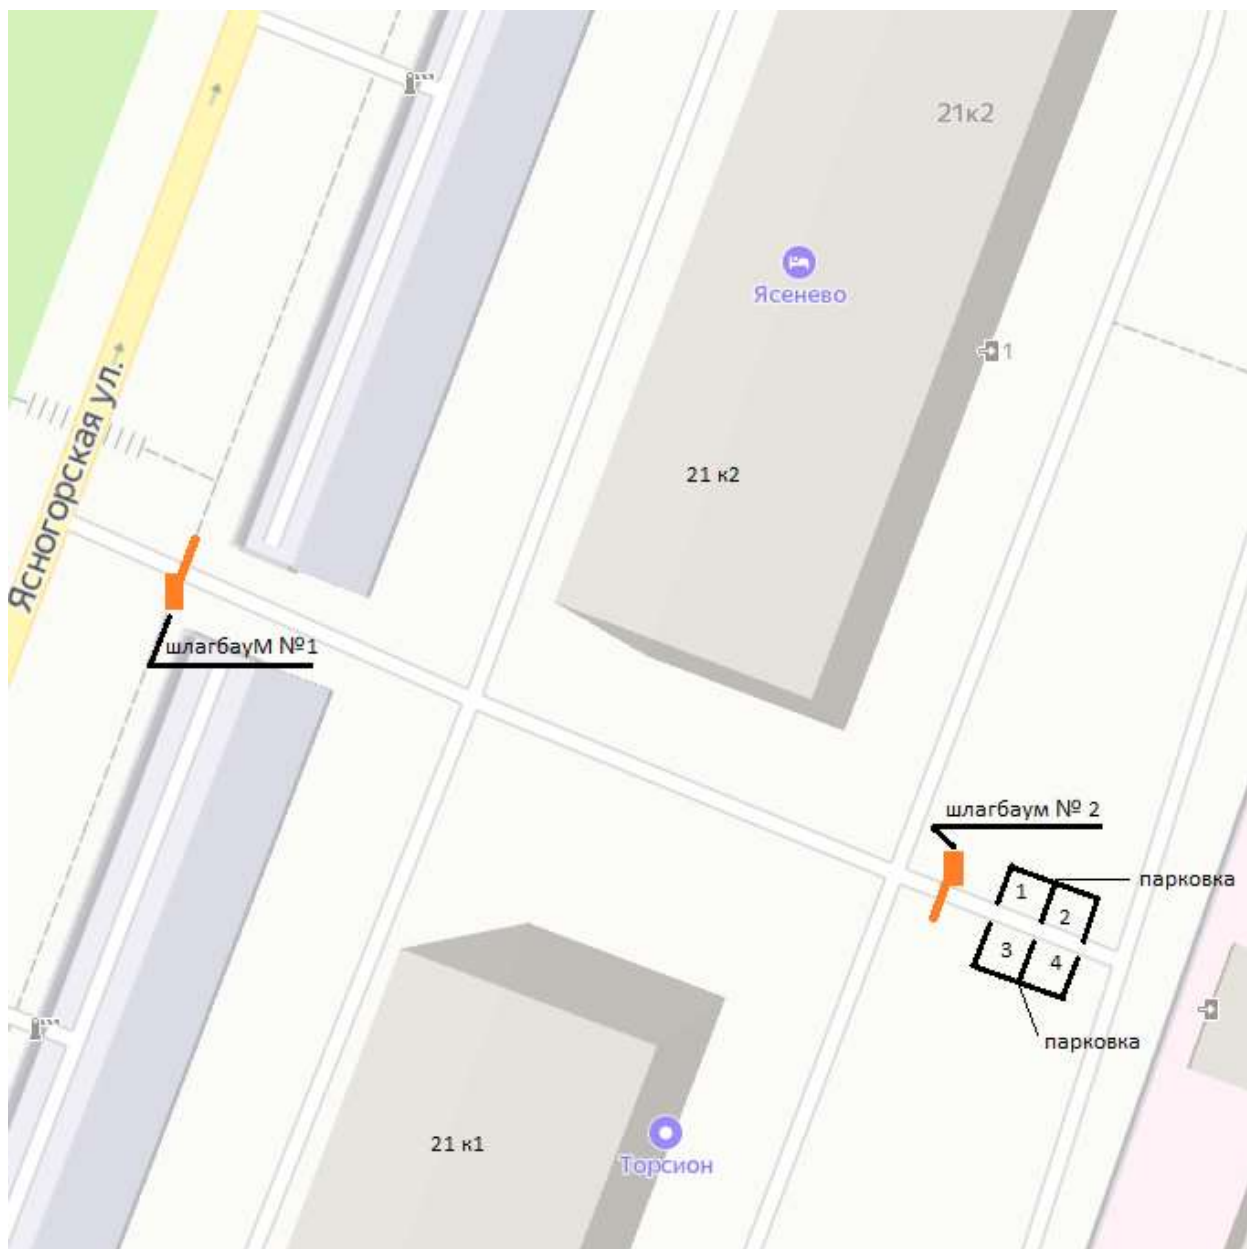 21к2
Ясенево
1
21 к2
Ясногорская ул.
шлагбауМ №1
шлагбаум № 2
парковка
1
2
3
4
парковка
21 к1
Торсион